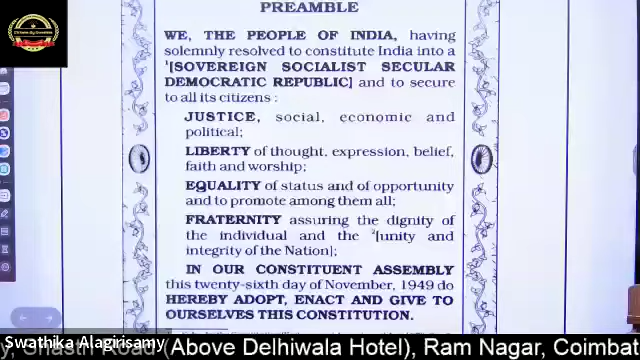 PREAMBLE
WE, THE PEOPLE OF INDIA, having
solemnly resolved to constitute India into a
¹[SOVEREIGN SOCIALIST SECULAR
DEMOCRATIC REPUBLIC] and to secure
to all its citizens :
JUSTICE, social, economic and
political;
LIBERTY of thought, expression, belief,
faith and worship;
EQUALITY of status and of opportunity
and to promote among them all;
FRATERNITY assuring the dignity of
the individual and the ²[unity and
integrity of the Nation];
IN OUR CONSTITUENT ASSEMBLY
this twenty-sixth day of November, 1949 do
HEREBY ADOPT, ENACT AND GIVE TO
OURSELVES THIS CONSTITUTION.
Swathika Alagirisamy
Road (Above Delhiwala Hotel), Ram Nagar, Coimbat